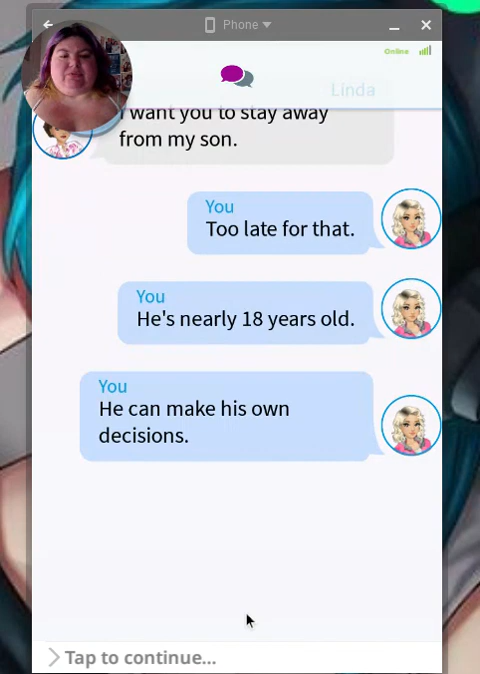 Phone
Online
Linda
I want you to stay away
from my son.
You
Too late for that.
You
He's nearly 18 years old.
You
He can make his own
decisions.
Tap to continue...